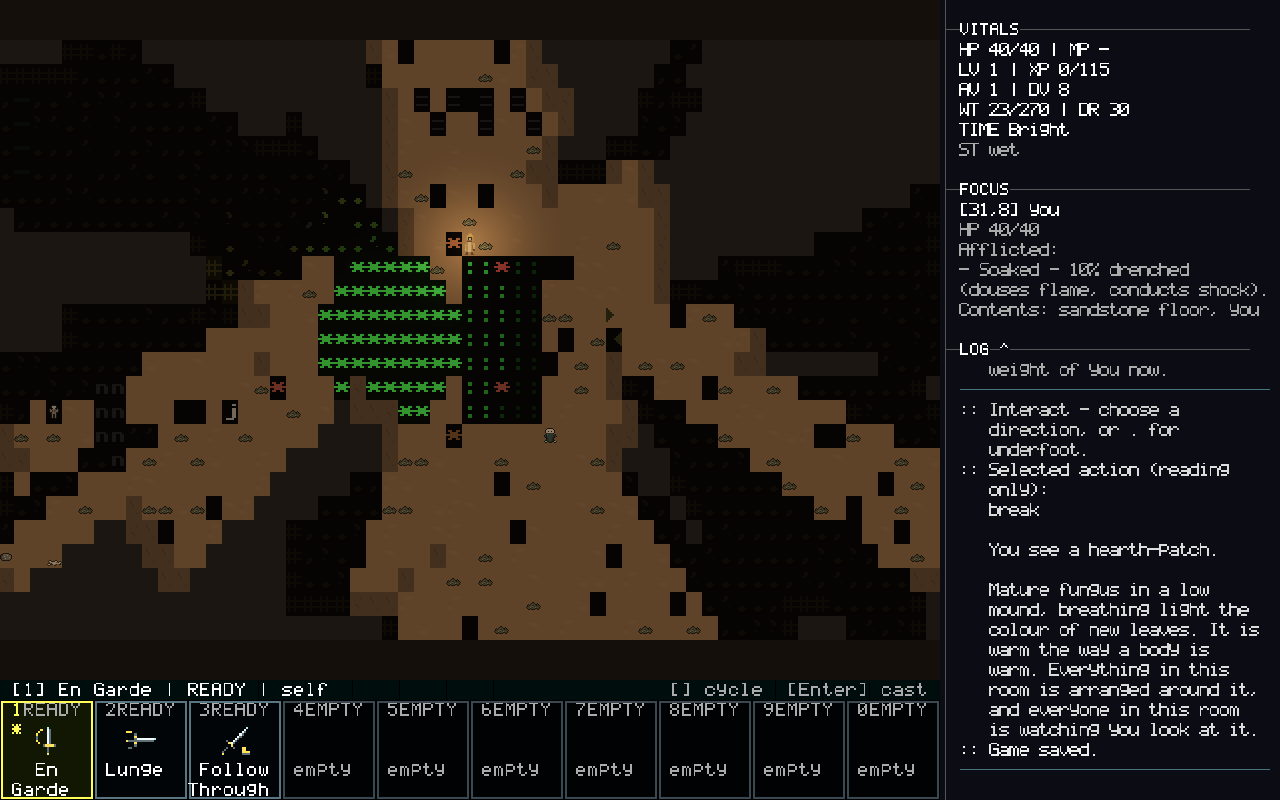 VITALS
HP 40/40 | MP -
LV 1 | XP 0/115
AV 1 | DV 8
WT 23/270 | DR 30
TIME Bright
ST wet
FOCUS
[31,8] You
HP 40/40
Afflicted:
- Soaked - 10% drenched
(douses flame, conducts shock).
Contents: sandstone floor, You
LOG ^
weight of you now.
:: Interact - choose a
direction, or . for
underfoot.
:: Selected action (reading
only):
break
You see a hearth-Patch.
Mature fungus in a low
mound, breathing light the
colour of new leaves. It is
warm the way a body is
warm. Everything in this
room is arranged around it,
and everyone in this room
is watching you look at it.
:: Game saved.
nn
j
nn
nn
n
[1] En Garde | READY | self
[] cycle [Enter] cast
1READY 2READY 3READY 4EMPTY 5EMPTY 6EMPTY 7EMPTY 8EMPTY 9EMPTY 0EMPTY
*
En Garde
Lunge
Follow Through
empty empty empty empty empty empty empty